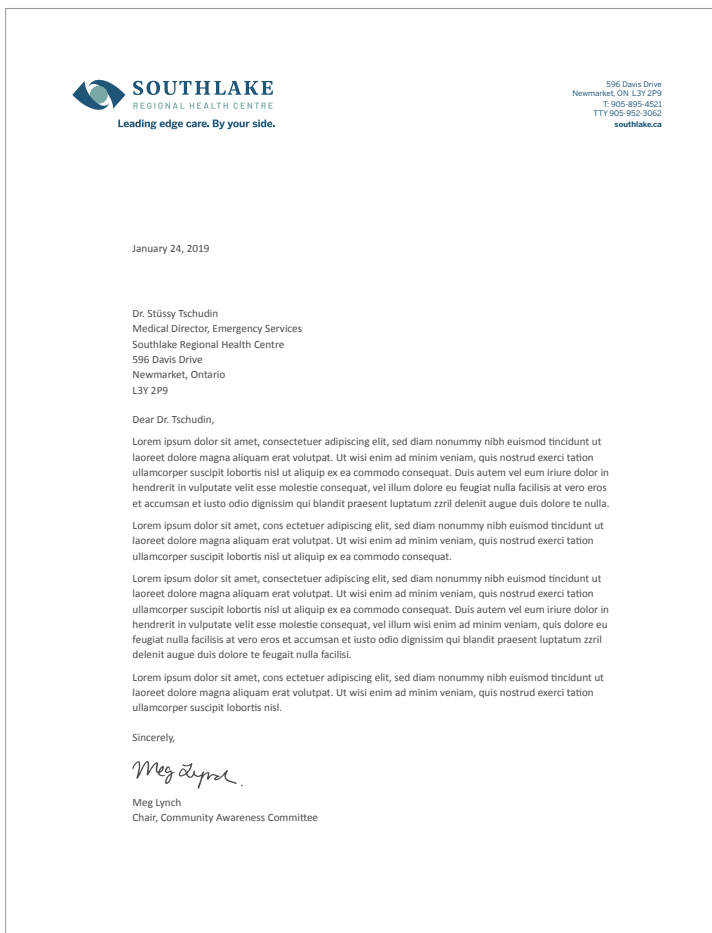 SOUTHLAKE
REGIONAL HEALTH CENTRE
Leading edge care. By your side.
596 Davis Drive
Newmarket, ON L3Y 2P9
T: 905-895-4521
TTY 905-952-3062
southlake.ca
January 24, 2019
Dr. Stüssy Tschudin
Medical Director, Emergency Services
Southlake Regional Health Centre
596 Davis Drive
Newmarket, Ontario
L3Y 2P9
Dear Dr. Tschudin,
Lorem ipsum dolor sit amet, consectetuer adipiscing elit, sed diam nonummy nibh euismod tincidunt ut
laoreet dolore magna aliquam erat volutpat. Ut wisi enim ad minim veniam, quis nostrud exerci tation
ullamcorper suscipit lobortis nisl ut aliquip ex ea commodo consequat. Duis autem vel eum iriure dolor in
hendrerit in vulputate velit esse molestie consequat, vel illum dolore eu feugiat nulla facilisis at vero eros
et accumsan et iusto odio dignissim qui blandit praesent luptatum zzril delenit augue duis dolore te nulla.
Lorem ipsum dolor sit amet, cons ectetuer adipiscing elit, sed diam nonummy nibh euismod tincidunt ut
laoreet dolore magna aliquam erat volutpat. Ut wisi enim ad minim veniam, quis nostrud exerci tation
ullamcorper suscipit lobortis nisl ut aliquip ex ea commodo consequat.
Lorem ipsum dolor sit amet, consectetuer adipiscing elit, sed diam nonummy nibh euismod tincidunt ut
laoreet dolore magna aliquam erat volutpat. Ut wisi enim ad minim veniam, quis nostrud exerci tation
ullamcorper suscipit lobortis nisl ut aliquip ex ea commodo consequat. Duis autem vel eum iriure dolor in
hendrerit in vulputate velit esse molestie consequat, vel illum wisi enim ad minim veniam, quis dolore eu
feugiat nulla facilisis at vero eros et accumsan et iusto odio dignissim qui blandit praesent luptatum zzril
delenit augue duis dolore te feugait nulla facilisi.
Lorem ipsum dolor sit amet, cons ectetuer adipiscing elit, sed diam nonummy nibh euismod tincidunt ut
laoreet dolore magna aliquam erat volutpat. Ut wisi enim ad minim veniam, quis nostrud exerci tation
ullamcorper suscipit lobortis nisl.
Sincerely,
Meg Lynch
Meg Lynch
Chair, Community Awareness Committee